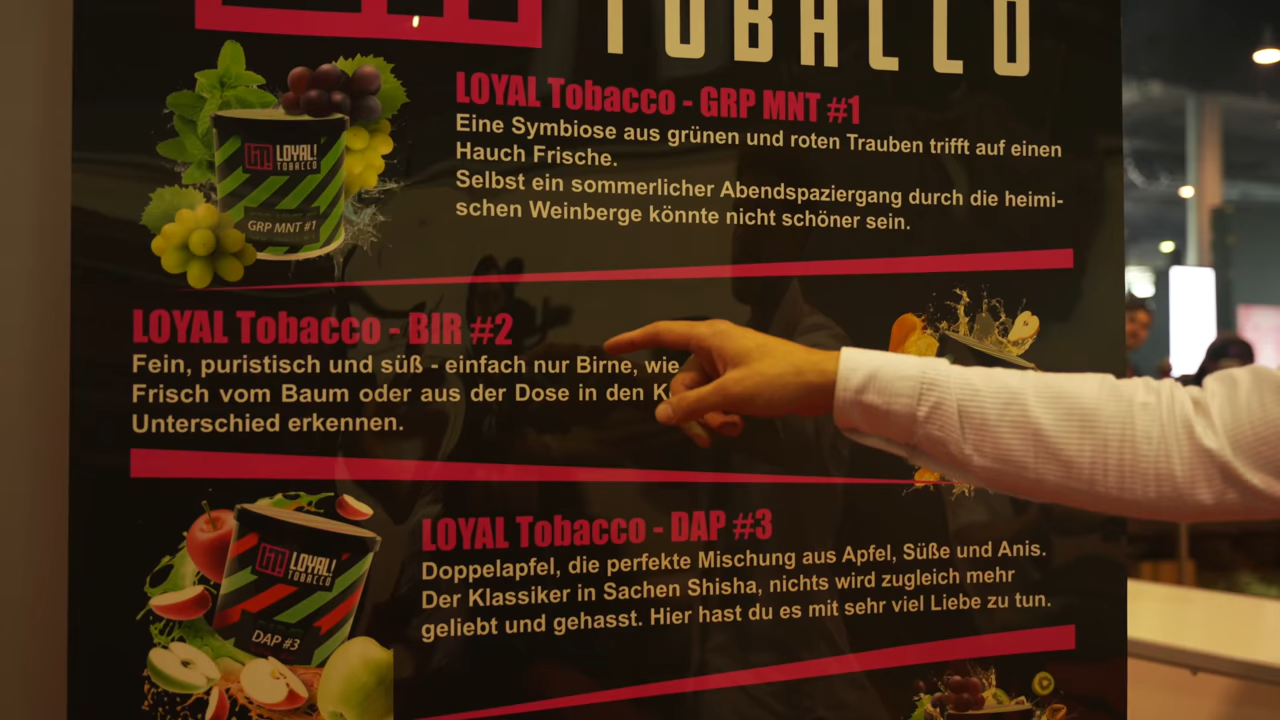 TOBACCO
LOYAL Tobacco - GRP MNT #1
Eine Symbiose aus grünen und roten Trauben trifft auf einen
Hauch Frische.
Selbst ein sommerlicher Abendspaziergang durch die heimi-
schen Weinberge könnte nicht schöner sein.
LOYAL!
TOBACCO
GRP MNT #1
LOYAL Tobacco - BIR #2
Fein, puristisch und süß - einfach nur Birne, wie
Frisch vom Baum oder aus der Dose in den
Unterschied erkennen.
LOYAL Tobacco - DAP #3
Doppelapfel, die perfekte Mischung aus Apfel, Süße und Anis.
Der Klassiker in Sachen Shisha, nichts wird zugleich mehr
geliebt und gehasst. Hier hast du es mit sehr viel Liebe zu tun.
LOYAL!
TOBACCO
DAP #3